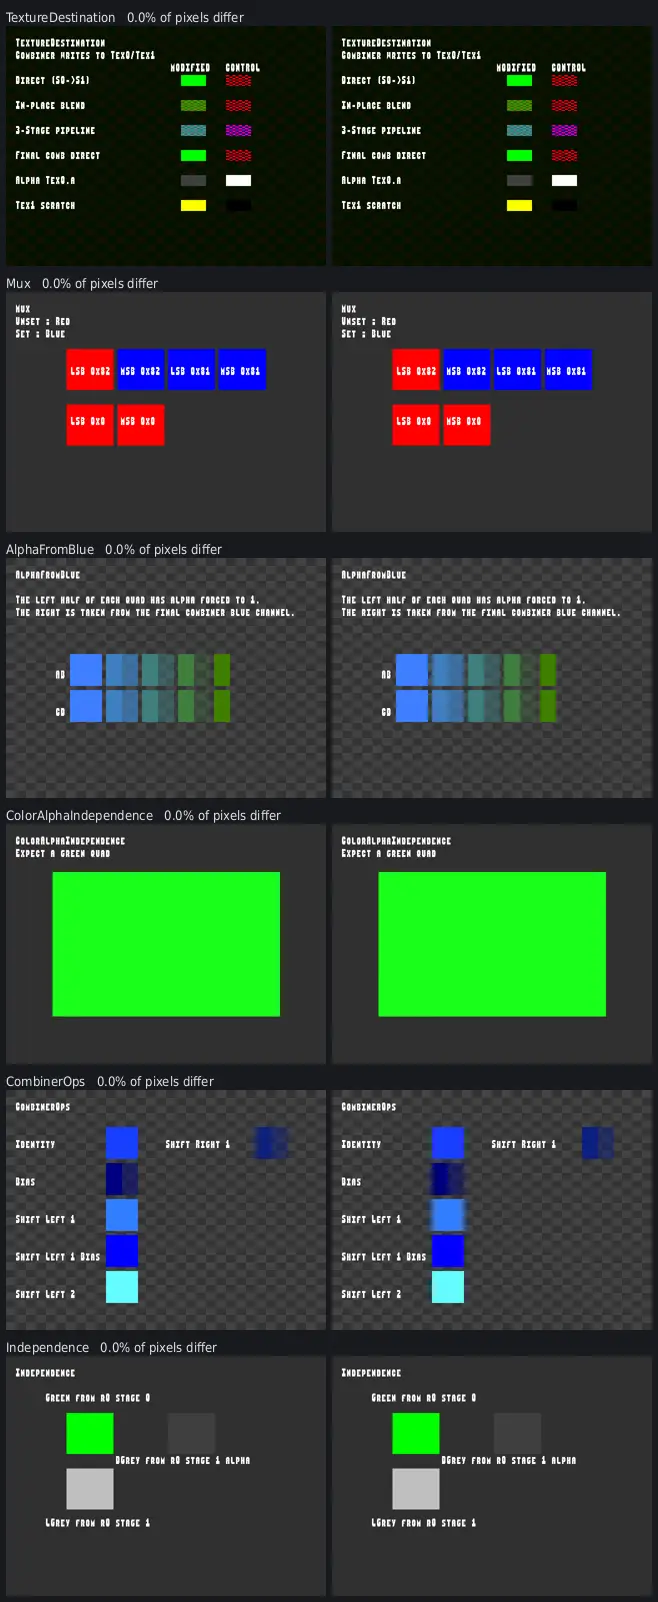 TextureDestination 0.0% of pixels differ
TextureDestination
Combiner writes to Tex0/Tex1
Modified Control
Direct (S0->S1)
In-place blend
3-Stage pipeline
Final comb direct
Alpha Tex0.a
Tex1 scratch
TextureDestination
Combiner writes to Tex0/Tex1
Modified Control
Direct (S0->S1)
In-place blend
3-Stage pipeline
Final comb direct
Alpha Tex0.a
Tex1 scratch
Mux 0.0% of pixels differ
Mux
Unset : Red
Set : Blue
LSB 0x82 MSB 0x82 LSB 0x81 MSB 0x81
LSB 0x0 MSB 0x0
Mux
Unset : Red
Set : Blue
LSB 0x82 MSB 0x82 LSB 0x81 MSB 0x81
LSB 0x0 MSB 0x0
AlphaFromBlue 0.0% of pixels differ
AlphaFromBlue
The left half of each quad has alpha forced to 1.
The right is taken from the final combiner blue channel.
AB
CD
AlphaFromBlue
The left half of each quad has alpha forced to 1.
The right is taken from the final combiner blue channel.
AB
CD
ColorAlphaIndependence 0.0% of pixels differ
ColorAlphaIndependence
Expect a green quad
ColorAlphaIndependence
Expect a green quad
CombinerOps 0.0% of pixels differ
CombinerOps
Identity Shift Right 1
Bias
Shift Left 1
Shift Left 1 Bias
Shift Left 2
CombinerOps
Identity Shift Right 1
Bias
Shift Left 1
Shift Left 1 Bias
Shift Left 2
Independence 0.0% of pixels differ
Independence
Green from r0 stage 0
DGrey from r0 stage 1 alpha
LGrey from r0 stage 1
Independence
Green from r0 stage 0
DGrey from r0 stage 1 alpha
LGrey from r0 stage 1